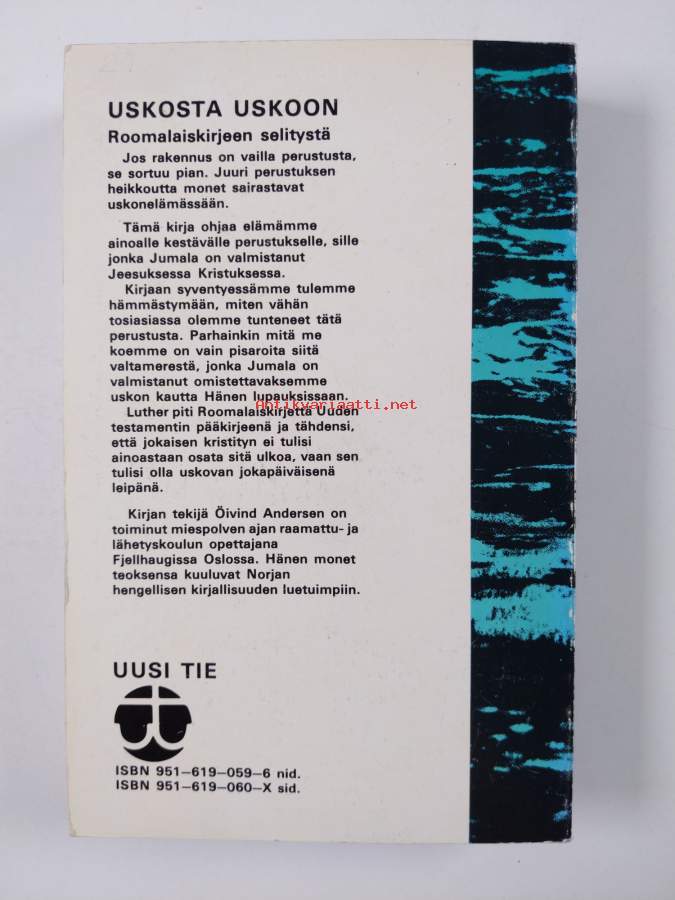 USKOSTA USKOON
Roomalaiskirjeen selitystä
Jos rakennus on vailla perustusta,
se sortuu pian. Juuri perustuksen
heikkoutta monet sairastavat
uskonelämässään.
Tämä kirja ohjaa elämämme
ainoalle kestävälle perustukselle, sille
jonka Jumala on valmistanut
Jeesuksessa Kristuksessa.
Kirjaan syventyessämme tulemme
hämmästymään, miten vähän
tosiasiassa olemme tunteneet tätä
perustusta. Parhainkin mitä me
koemme on vain pisaroita siitä
valtamerestä, jonka Jumala on
valmistanut omistettavaksemme
uskon kautta Hänen lupauksissaan.
Antikvariaatti.net
Luther piti Roomalaiskirjettä Uuden
testamentin pääkirjeenä ja tähdensi,
että jokaisen kristityn ei tulisi
ainoastaan osata sitä ulkoa, vaan sen
tulisi olla uskovan jokapäiväisenä
leipänä.
Kirjan tekijä Öivind Andersen on
toiminut miespolven ajan raamattu- ja
lähetyskoulun opettajana
Fjellhaugissa Oslossa. Hänen monet
teoksensa kuuluvat Norjan
hengellisen kirjallisuuden luetuimpiin.
UUSI TIE
ISBN 951-619-059-6 nid.
ISBN 951-619-060-X sid.